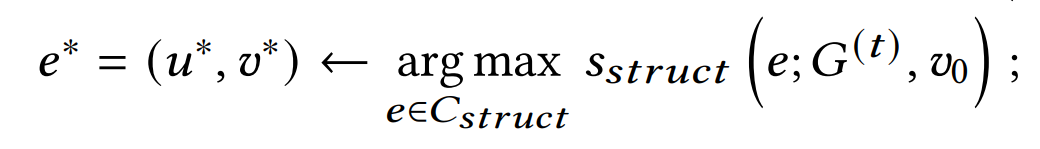 e* = (u*, v*) ← arg max s_struct (e; G^(t), v_0) ;
e∈C_struct